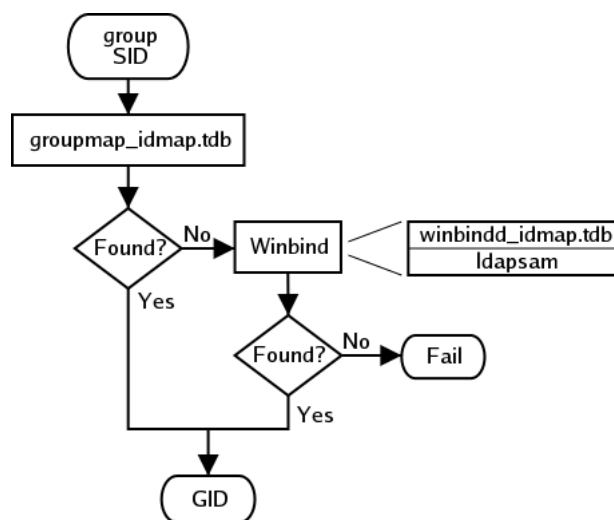 group
SID
groupmap_idmap.tdb
Found?
No
Winbind
winbindd_idmap.tdb
ldapsam
Yes
Found?
No
Fail
Yes
GID